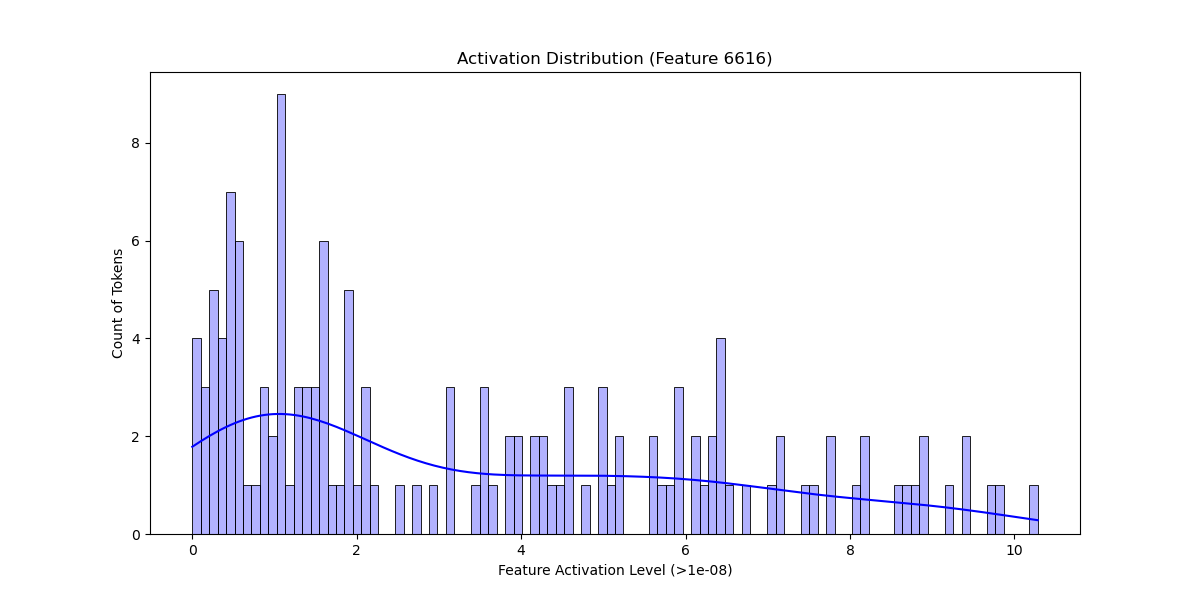 Activation Distribution (Feature 6616)
Count of Tokens
8
6
4
2
0
0 2 4 6 8 10
Feature Activation Level (>1e-08)